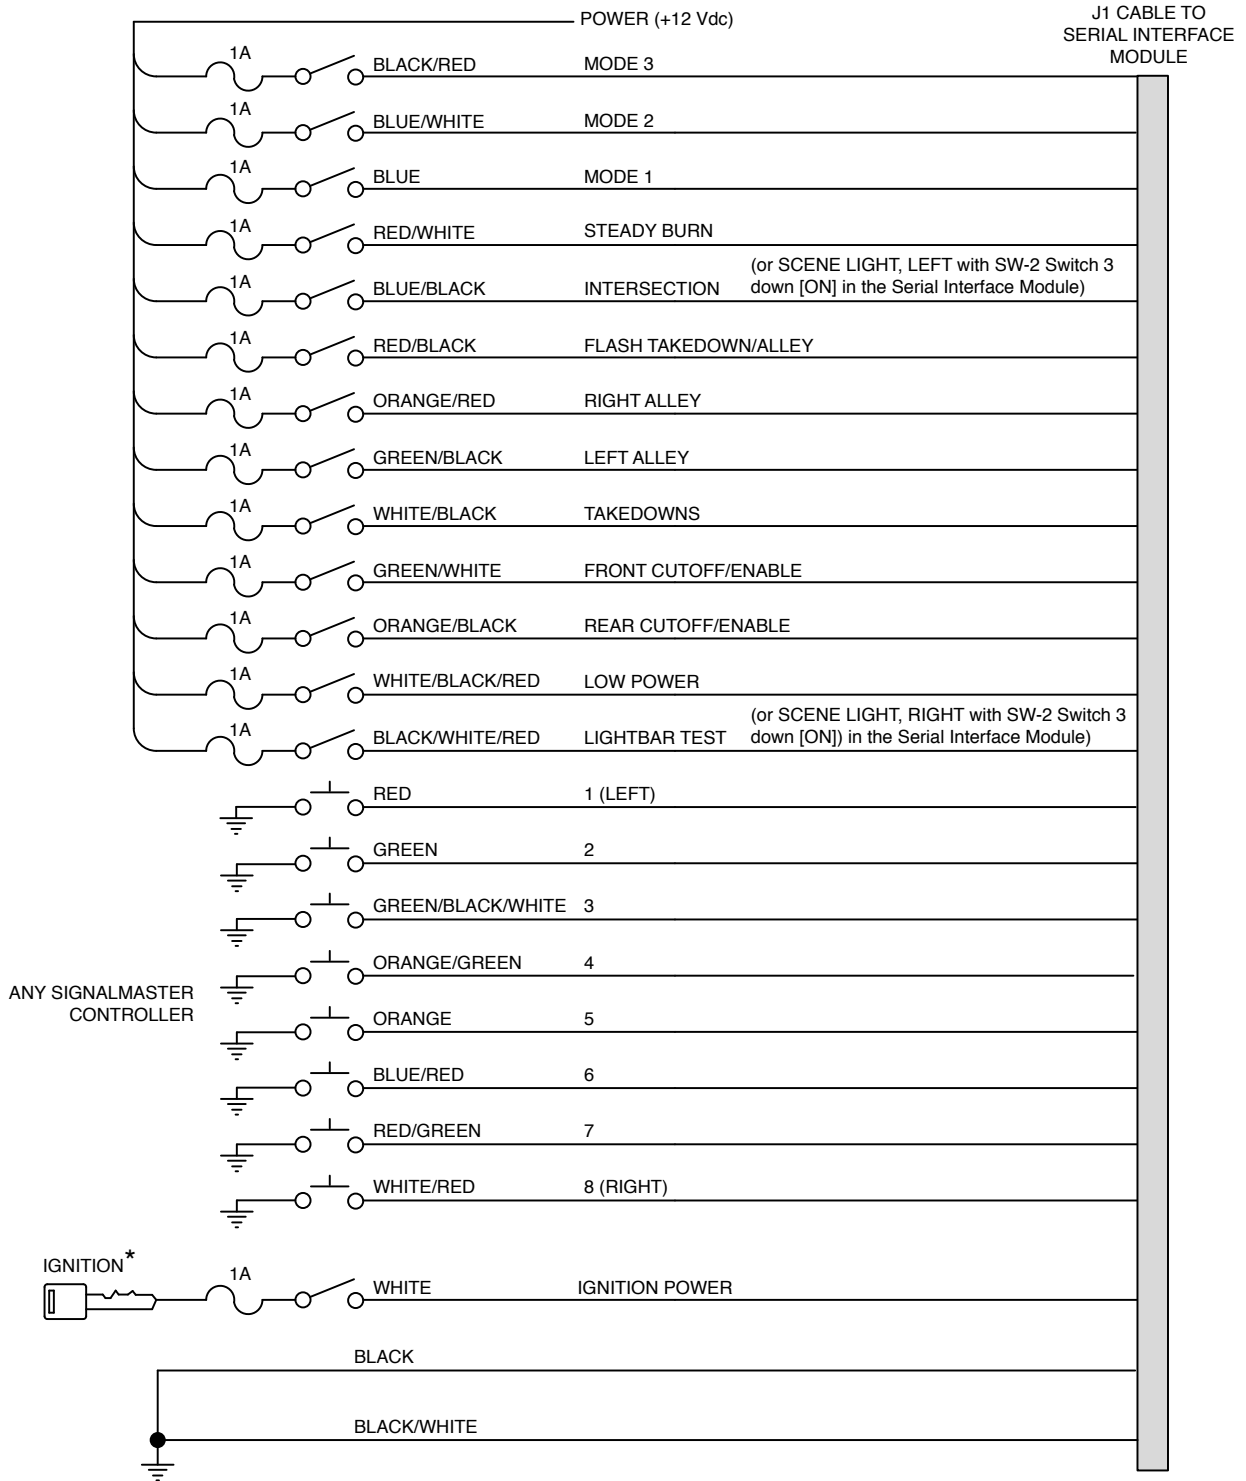 POWER (+12 Vdc)
J1 CABLE TO
SERIAL INTERFACE
MODULE
1A BLACK/RED MODE 3
1A BLUE/WHITE MODE 2
1A BLUE MODE 1
1A RED/WHITE STEADY BURN
(or SCENE LIGHT, LEFT with SW-2 Switch 3
1A BLUE/BLACK INTERSECTION down [ON] in the Serial Interface Module)
1A RED/BLACK FLASH TAKEDOWN/ALLEY
1A ORANGE/RED RIGHT ALLEY
1A GREEN/BLACK LEFT ALLEY
1A WHITE/BLACK TAKEDOWNS
1A GREEN/WHITE FRONT CUTOFF/ENABLE
1A ORANGE/BLACK REAR CUTOFF/ENABLE
1A WHITE/BLACK/RED LOW POWER
(or SCENE LIGHT, RIGHT with SW-2 Switch 3
1A BLACK/WHITE/RED LIGHTBAR TEST down [ON]) in the Serial Interface Module)
RED 1 (LEFT)
GREEN 2
GREEN/BLACK/WHITE 3
ORANGE/GREEN 4
ANY SIGNALMASTER
CONTROLLER
ORANGE 5
BLUE/RED 6
RED/GREEN 7
WHITE/RED 8 (RIGHT)
IGNITION*
1A WHITE IGNITION POWER
BLACK
BLACK/WHITE